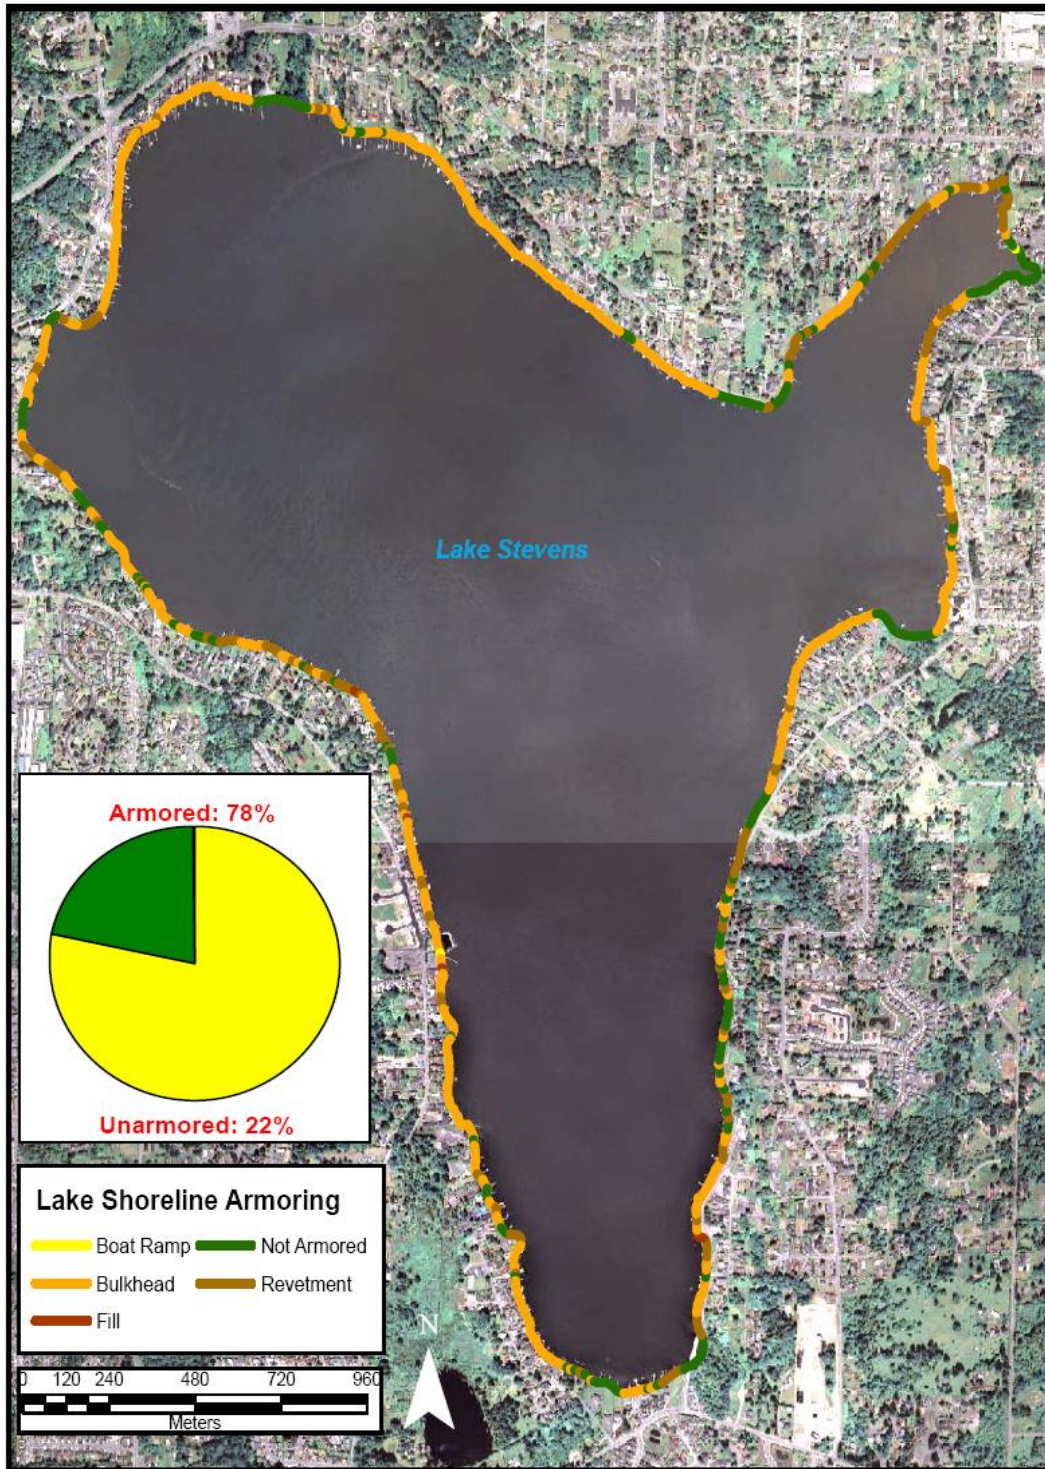 Lake Stevens
Armored: 78%
Unarmored: 22%
Lake Shoreline Armoring
Boat Ramp Not Armored
Bulkhead Revetment
Fill
N
0 120 240 480 720 960
Meters